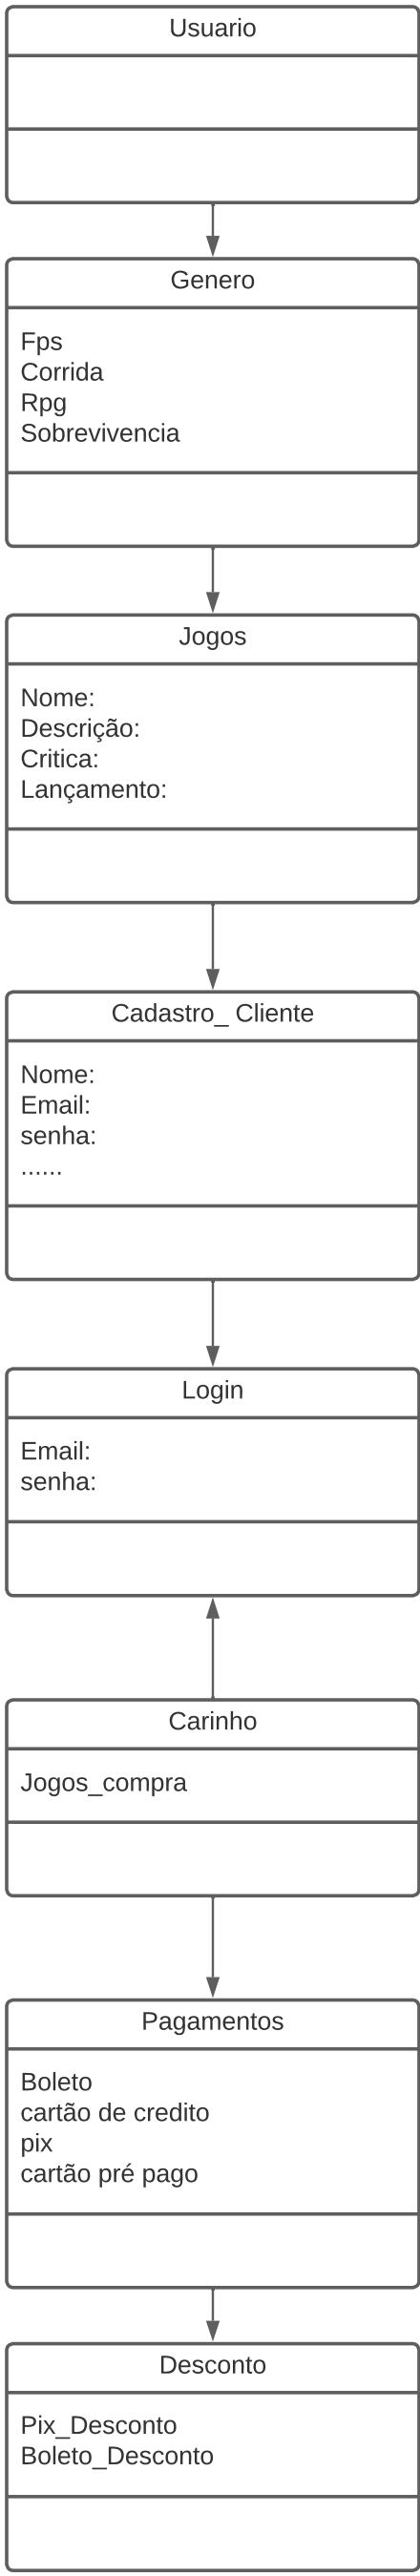 Usuario
Genero
Fps
Corrida
Rpg
Sobrevivencia
Jogos
Nome:
Descrição:
Critica:
Lançamento:
Cadastro_ Cliente
Nome:
Email:
senha:
......
Login
Email:
senha:
Carinho
Jogos_compra
Pagamentos
Boleto
cartão de credito
pix
cartão pré pago
Desconto
Pix_Desconto
Boleto_Desconto